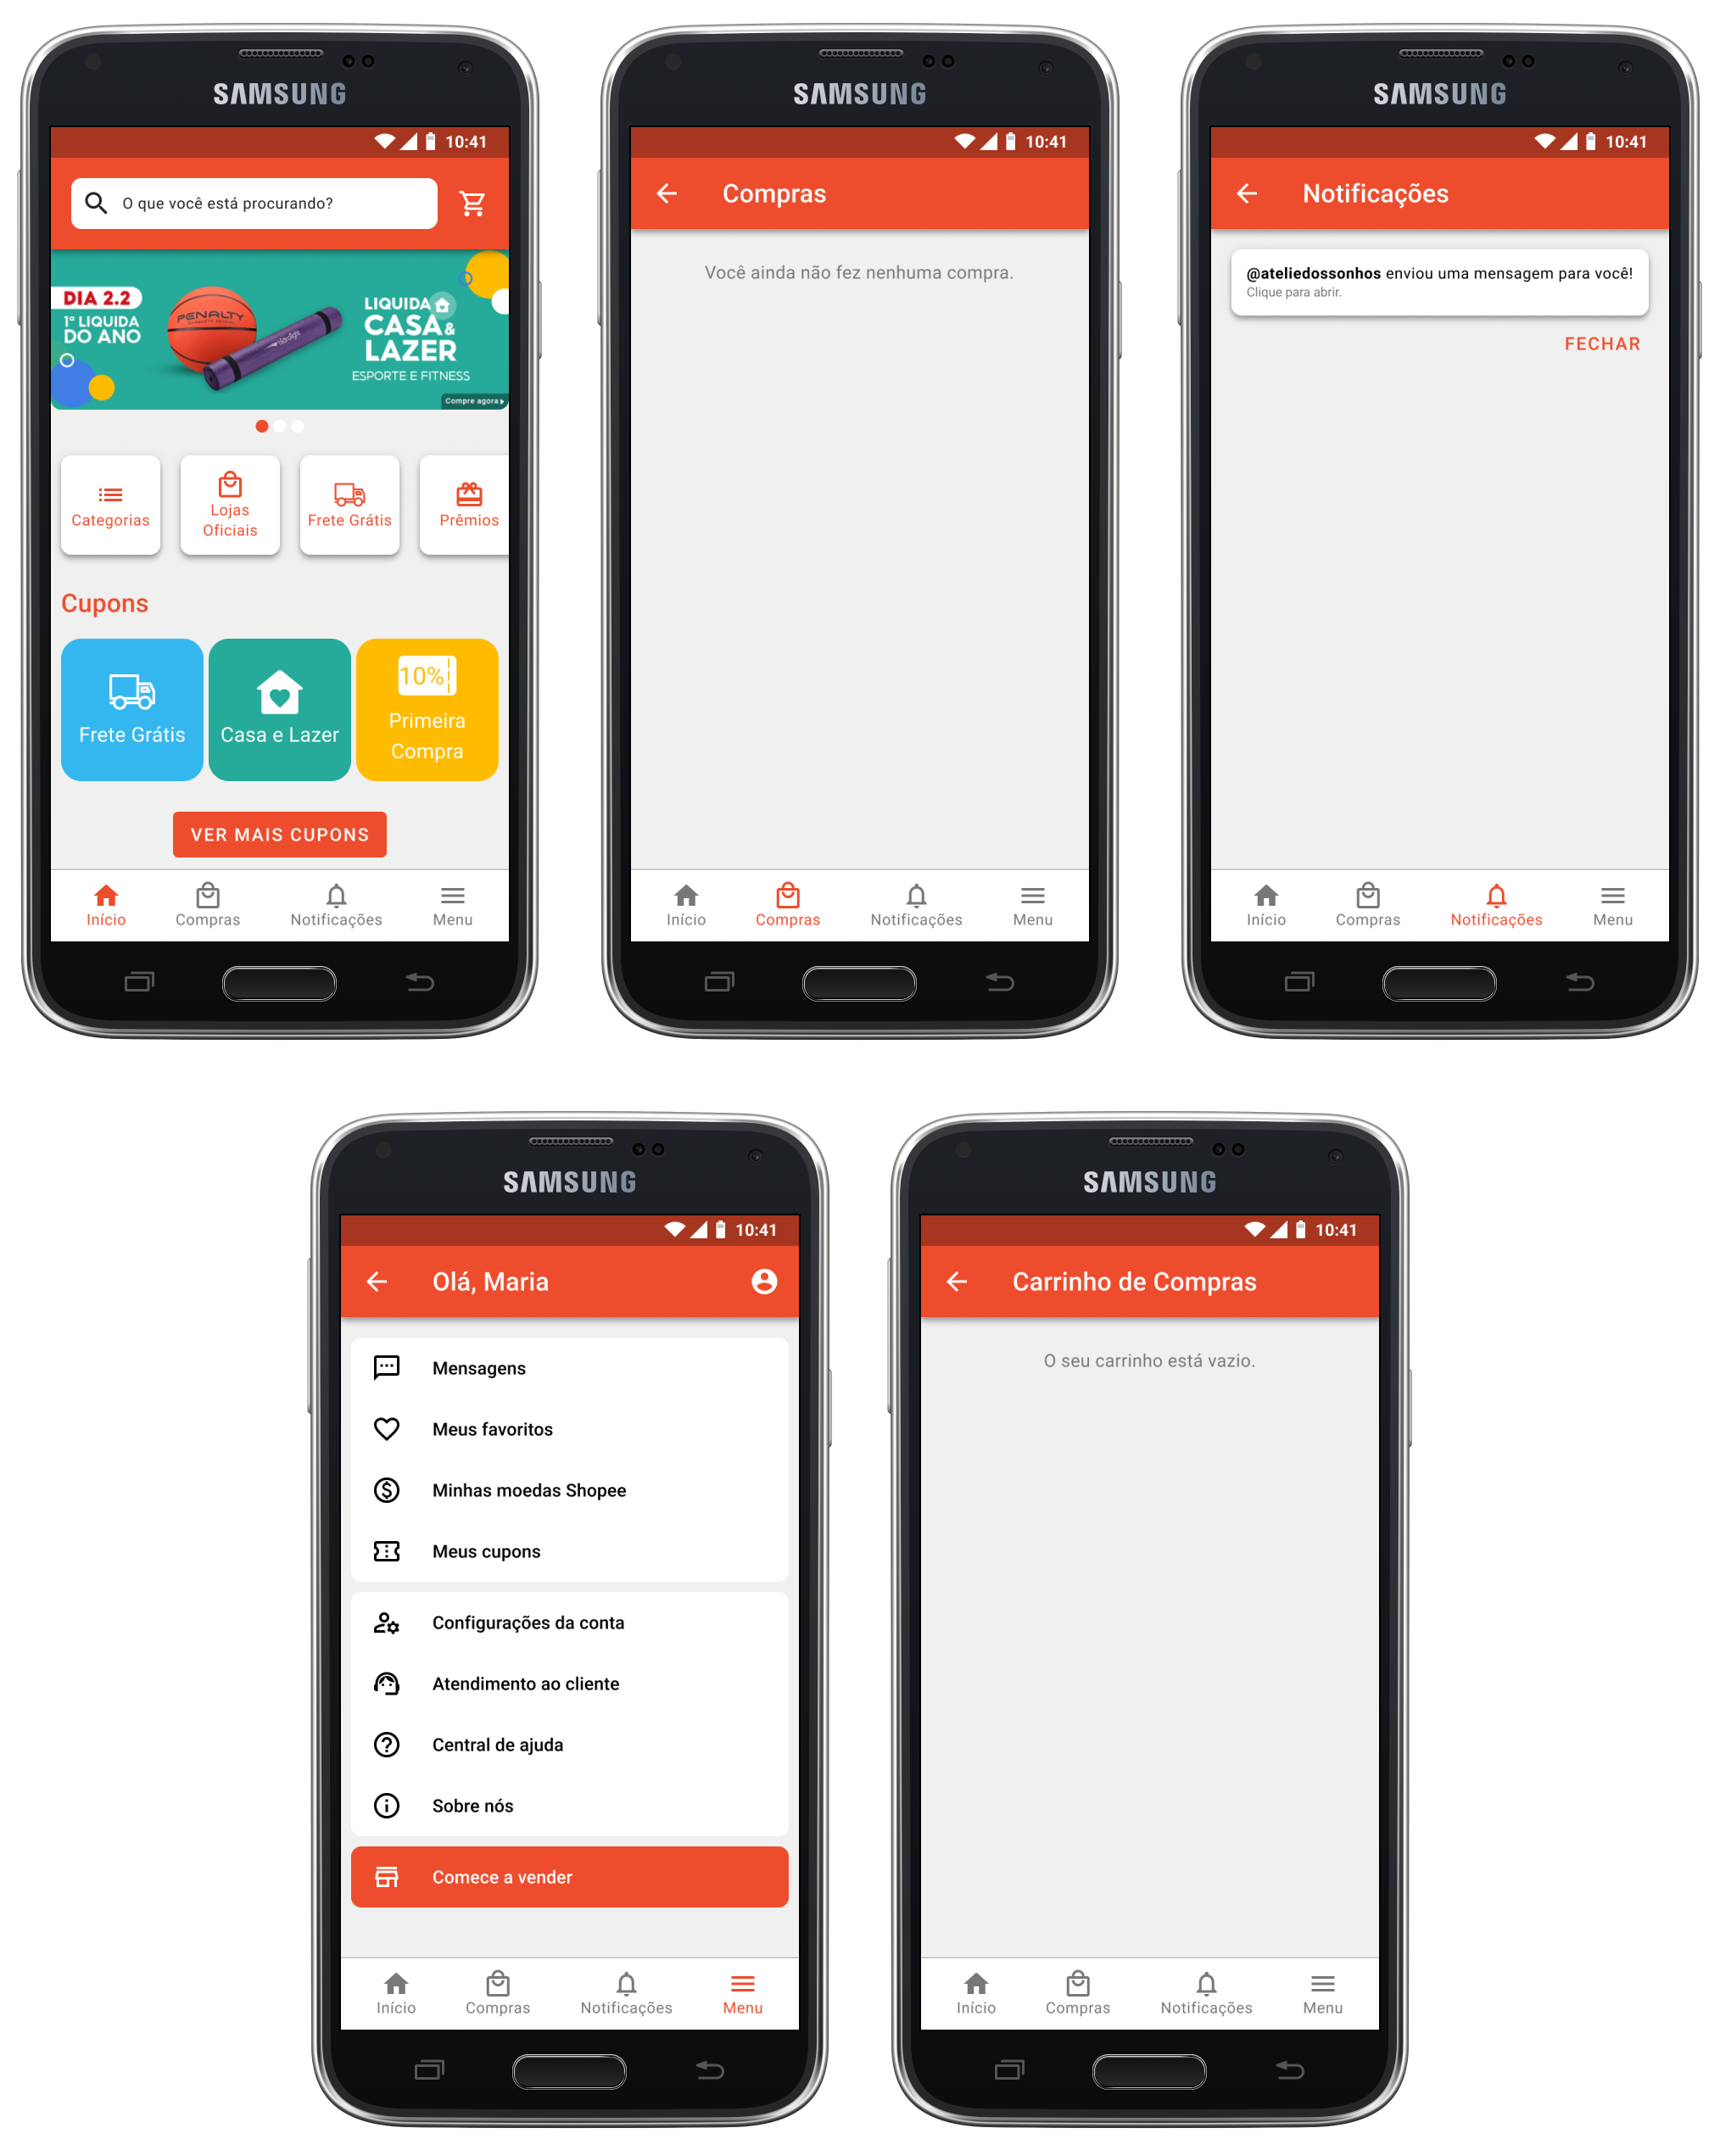 SAMSUNG
10:41
O que você está procurando?
DIA 2.2
1ª LIQUIDA
DO ANO
PENALTY
LIQUIDA
CASA &
LAZER
ESPORTE E FITNESS
Compre agora
Categorias
Lojas
Oficiais
Frete Grátis
Prêmios
Cupons
Frete Grátis
Casa e Lazer
10%
Primeira
Compra
VER MAIS CUPONS
Início
Compras
Notificações
Menu
SAMSUNG
10:41
Compras
Você ainda não fez nenhuma compra.
Início
Compras
Notificações
Menu
SAMSUNG
10:41
Notificações
@ateliedossonhos enviou uma mensagem para você!
Clique para abrir.
FECHAR
Início
Compras
Notificações
Menu
SAMSUNG
10:41
Olá, Maria
Mensagens
Meus favoritos
Minhas moedas Shopee
Meus cupons
Configurações da conta
Atendimento ao cliente
Central de ajuda
Sobre nós
Comece a vender
Início
Compras
Notificações
Menu
SAMSUNG
10:41
Carrinho de Compras
O seu carrinho está vazio.
Início
Compras
Notificações
Menu